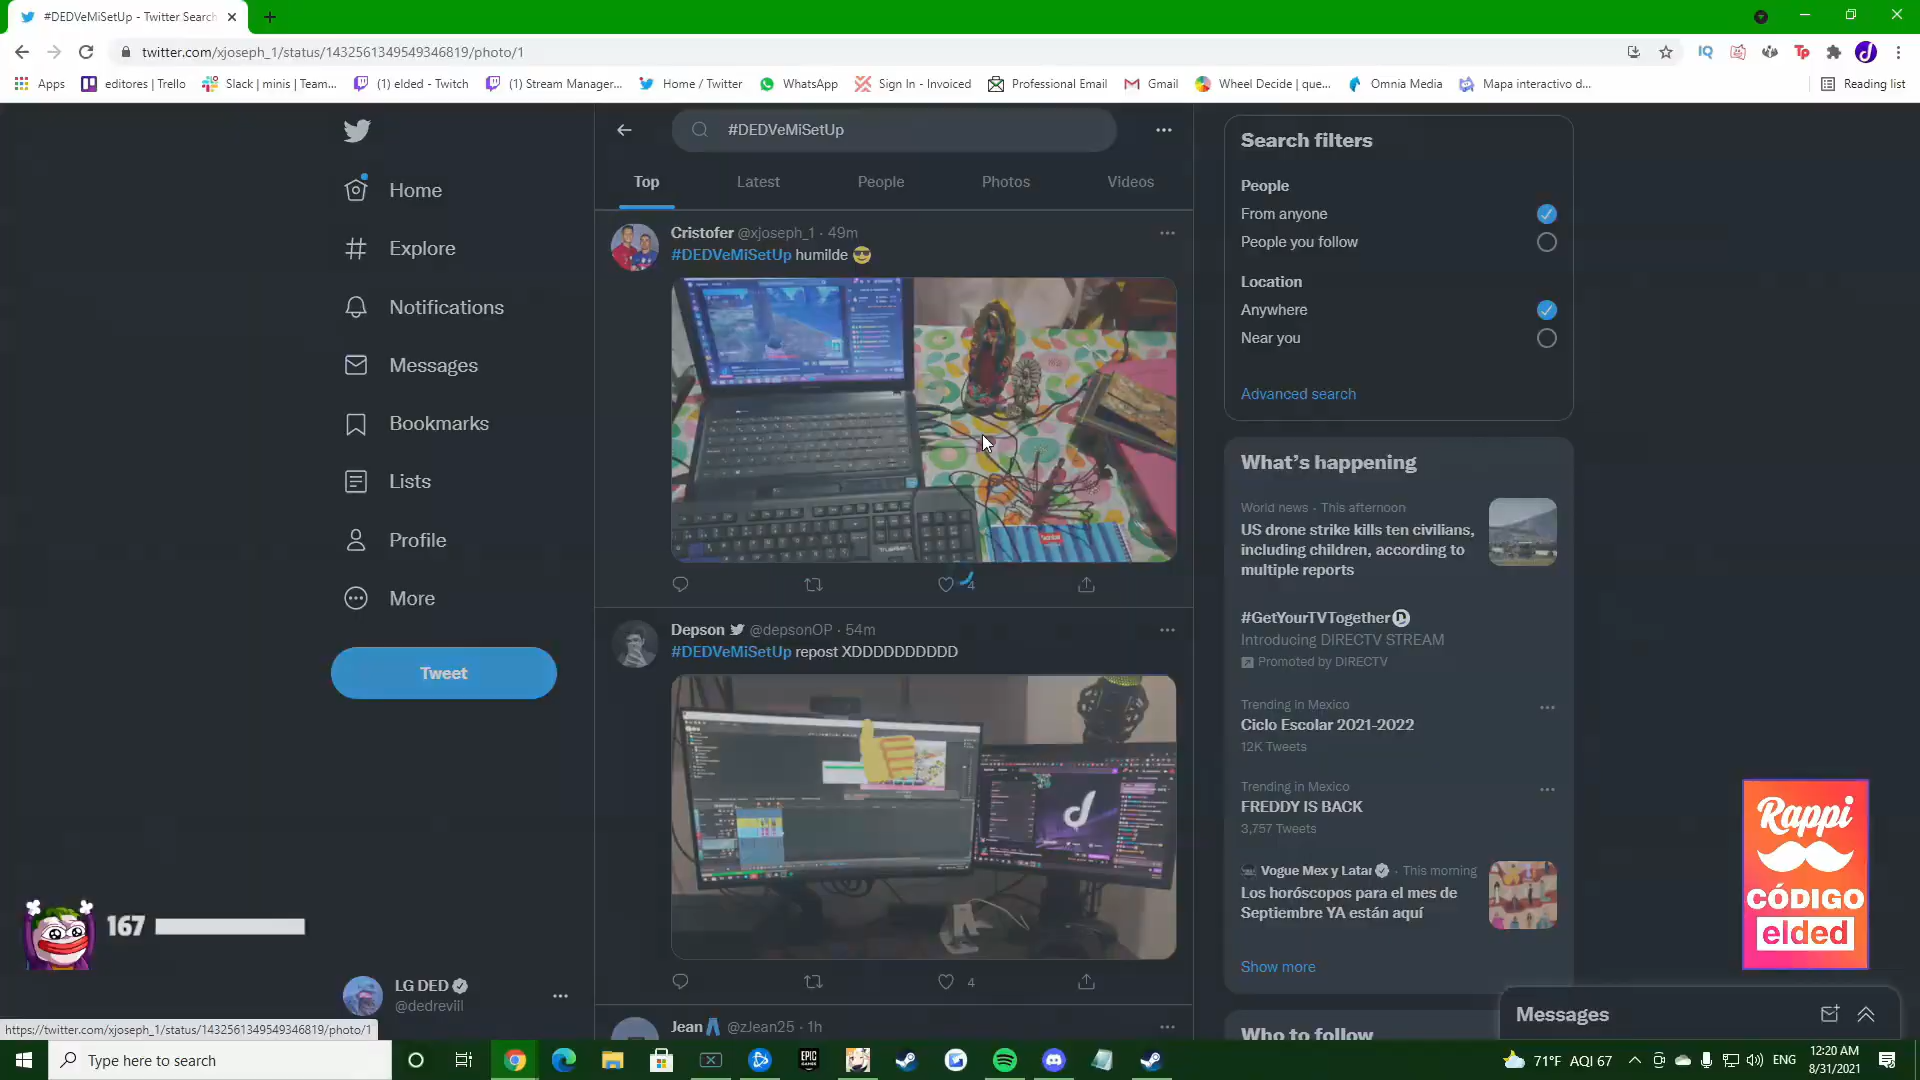 #DEDVeMiSetUp - Twitter Search
twitter.com/xjoseph_1/status/1432561349549346819/photo/1
Apps
editores | Trello
Slack | minis | Team...
(1) elded - Twitch
(1) Stream Manager...
Home / Twitter
WhatsApp
Sign In - Invoiced
Professional Email
Gmail
Wheel Decide | que...
Omnia Media
Mapa interactivo d...
Reading list
Home
Explore
Notifications
Messages
Bookmarks
Lists
Profile
More
Tweet
167
LG DED
@dedrevill
https://twitter.com/xjoseph_1/status/1432561349549346819/photo/1
#DEDVeMiSetUp
Top
Latest
People
Photos
Videos
Cristofer @xjoseph_1 · 49m
#DEDVeMiSetUp humilde
4
Depson @depsonOP · 54m
#DEDVeMiSetUp repost XDDDDDDDDDD
4
Jean @zJean25 · 1h
Search filters
People
From anyone
People you follow
Location
Anywhere
Near you
Advanced search
What's happening
World news · This afternoon
US drone strike kills ten civilians,
including children, according to
multiple reports
#GetYourTVTogether
Introducing DIRECTV STREAM
Promoted by DIRECTV
Trending in Mexico
Ciclo Escolar 2021-2022
12K Tweets
Trending in Mexico
FREDDY IS BACK
3,757 Tweets
Vogue Mex y Latar · This morning
Los horóscopos para el mes de
Septiembre YA están aquí
Show more
Who to follow
Messages
Rappi
CÓDIGO
elded
Type here to search
71°F AQI 67
ENG
12:20 AM
8/31/2021